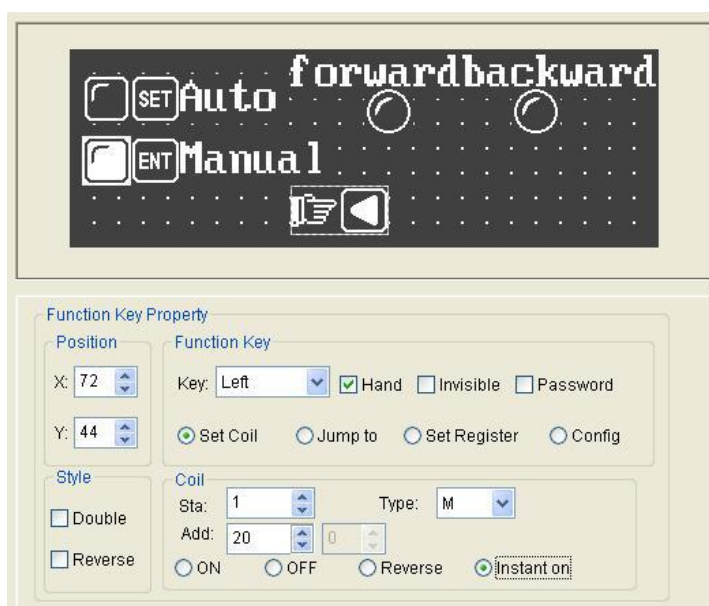 forwardbackward
SET Auto
ENT Manual
Function Key Property
Position
Function Key
X: 72
Key: Left
Hand
Invisible
Password
Y: 44
Set Coil
Jump to
Set Register
Config
Style
Coil
Double
Sta: 1
Type: M
Add: 20
0
Reverse
ON
OFF
Reverse
Instant on